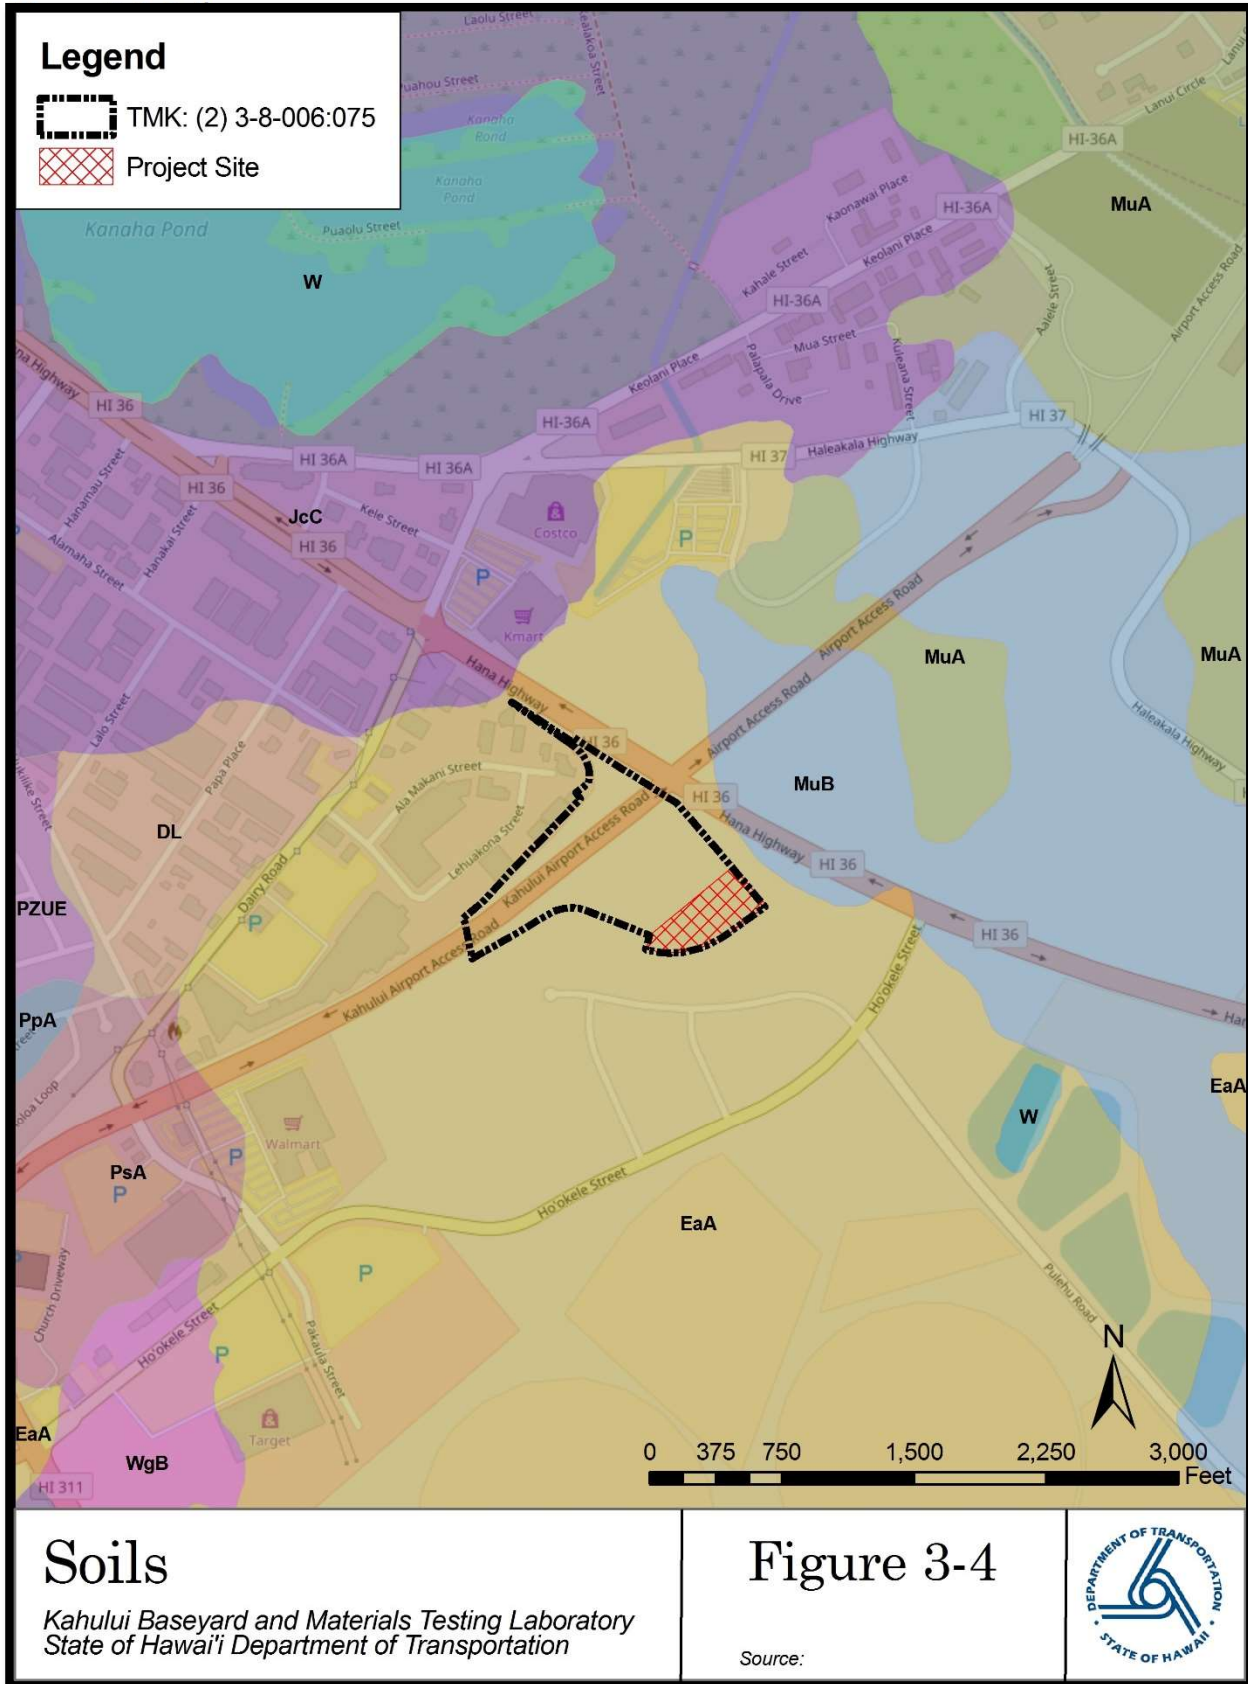 Legend
TMK: (2) 3-8-006:075
Project Site
Laolu Street
Kealakoa Street
Puahou Street
Kanaha
Pond
Kanaha
Pond
Puaolu Street
Kanaha Pond
W
Lanui Circle
HI-36A
MuA
HI-36A
Kaonawai Place
Keolani Place
Kahale Street
HI-36A
Mua Street
Aalele Street
Airport Access Road
Palapala Drive
Kuleana Street
Keolani Place
HI 36
HI-36A
HI 37
HI 37
Haleakala Highway
HI 36A
HI 36A
HI 36
Hanamau Street
Hanakai Street
JcC
Kele Street
HI 36
Costco
P
P
Alamaha Street
Kmart
Airport Access Road
MuA
MuA
Hana Highway
Lalo Street
Papa Place
HI 36
Airport Access Road
Haleakala Highway
Ala Makani Street
HI 36
MuB
DL
Lehuakona Street
Kahului Airport Access Road
Hana Highway
HI 36
Dairy Road
P
PZUE
Kahului Airport Access Road
HI 36
Ho'okele Street
PpA
Walmart
EaA
W
PsA
P
P
Ho'okele Street
EaA
Church Driveway
P
Pulehu Road
Ho'okele Street
P
Pakaula Street
N
Target
EaA
WgB
HI 311
0 375 750 1,500 2,250 3,000
Feet
Soils
Kahului Baseyard and Materials Testing Laboratory
State of Hawai'i Department of Transportation
Figure 3-4
Source:
DEPARTMENT OF TRANSPORTATION
STATE OF HAWAII